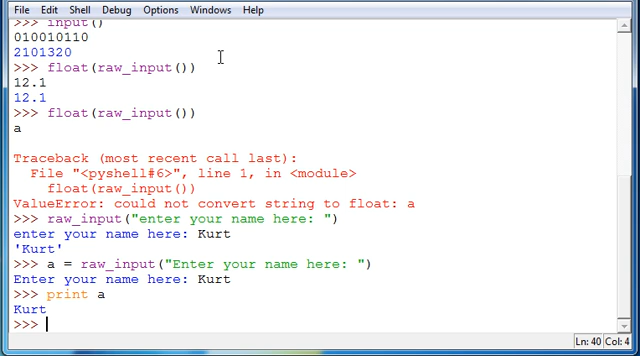 File Edit Shell Debug Options Windows Help
>>> input()
010010110
2101320
>>> float(raw_input())
12.1
12.1
>>> float(raw_input())
a
Traceback (most recent call last):
  File "<pyshell#6>", line 1, in <module>
    float(raw_input())
ValueError: could not convert string to float: a
>>> raw_input("enter your name here: ")
enter your name here: Kurt
'Kurt'
>>> a = raw_input("Enter your name here: ")
Enter your name here: Kurt
>>> print a
Kurt
>>>
Ln: 40 Col: 4